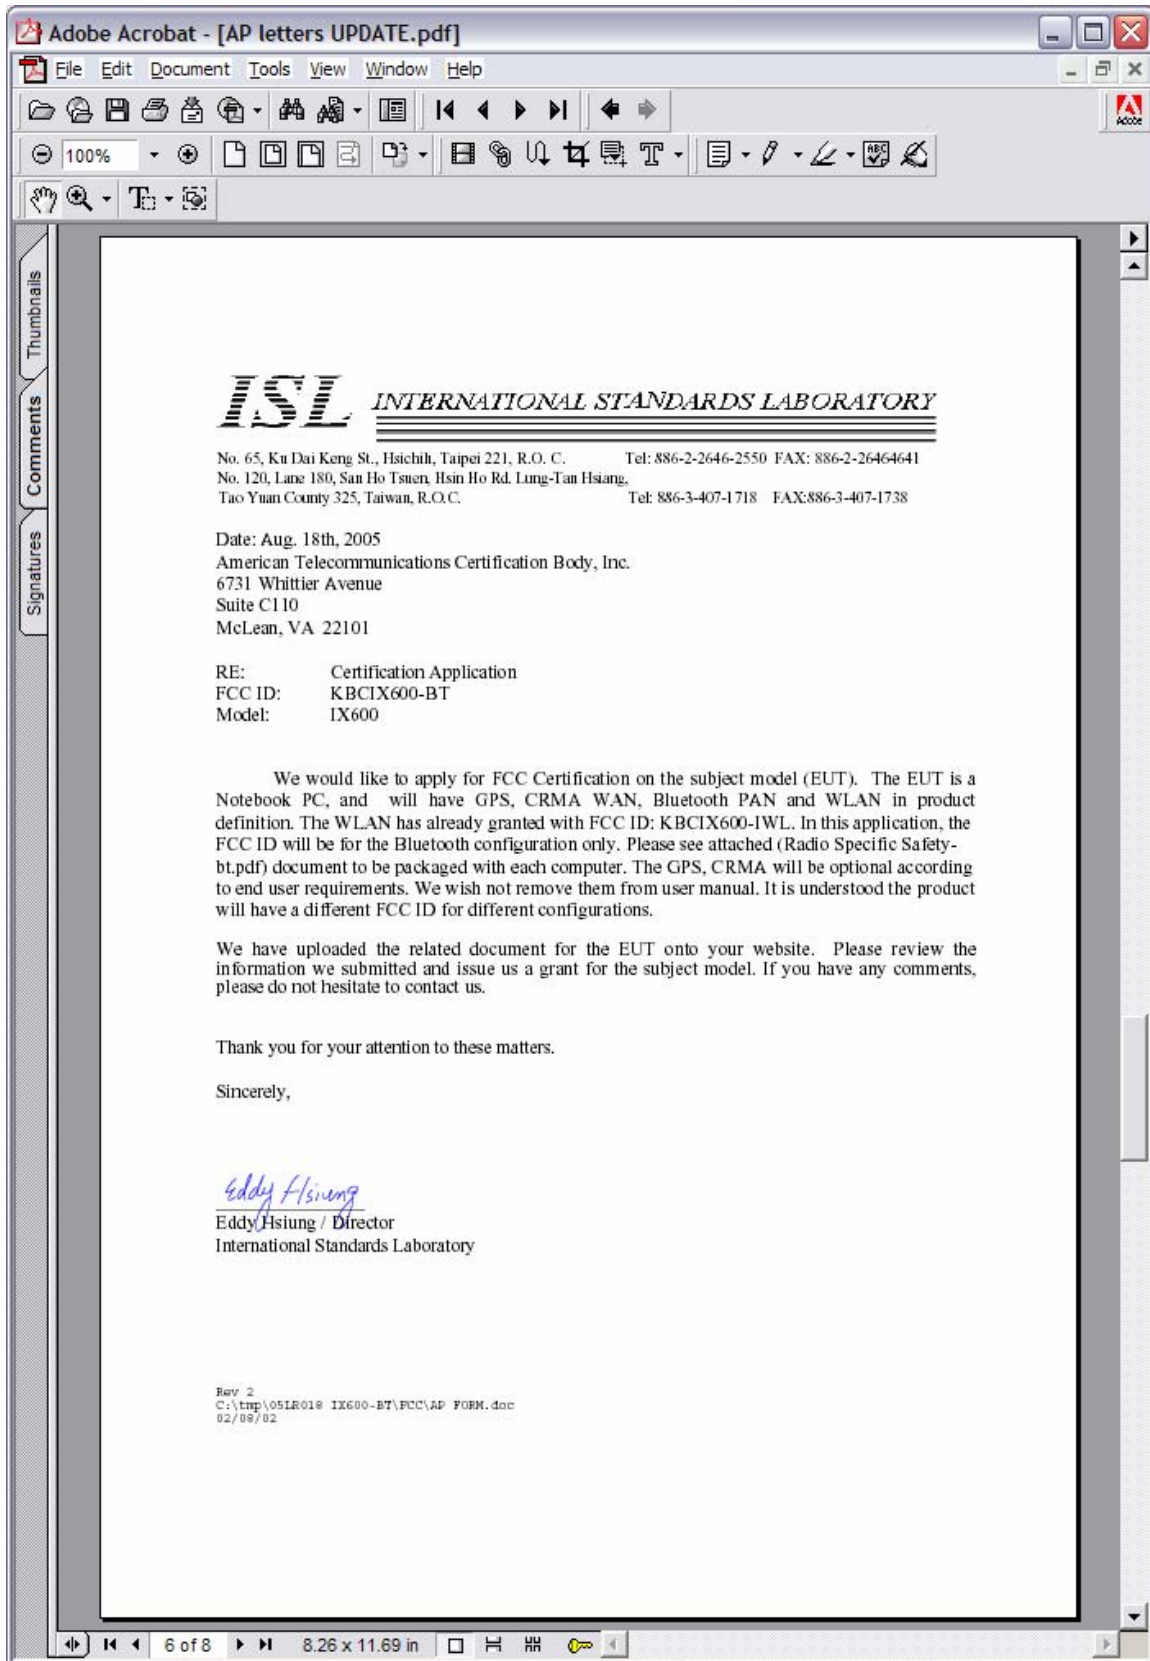 Adobe Acrobat - [AP letters UPDATE.pdf]
File Edit Document Tools View Window Help
Adobe
100%
Thumbnails
Comments
Signatures
ISL INTERNATIONAL STANDARDS LABORATORY
No. 65, Ku Dai Keng St., Hsichih, Taipei 221, R.O. C. Tel: 886-2-2646-2550 FAX: 886-2-26464641
No. 120, Lane 180, San Ho Tsuen, Hsin Ho Rd. Lung-Tan Hsiang,
Tao Yuan County 325, Taiwan, R.O.C. Tel: 886-3-407-1718 FAX:886-3-407-1738
Date: Aug. 18th, 2005
American Telecommunications Certification Body, Inc.
6731 Whittier Avenue
Suite C110
McLean, VA 22101
RE: Certification Application
FCC ID: KBCIX600-BT
Model: IX600
We would like to apply for FCC Certification on the subject model (EUT). The EUT is a
Notebook PC, and will have GPS, CRMA WAN, Bluetooth PAN and WLAN in product
definition. The WLAN has already granted with FCC ID: KBCIX600-IWL. In this application, the
FCC ID will be for the Bluetooth configuration only. Please see attached (Radio Specific Safety-
bt.pdf) document to be packaged with each computer. The GPS, CRMA will be optional according
to end user requirements. We wish not remove them from user manual. It is understood the product
will have a different FCC ID for different configurations.
We have uploaded the related document for the EUT onto your website. Please review the
information we submitted and issue us a grant for the subject model. If you have any comments,
please do not hesitate to contact us.
Thank you for your attention to these matters.
Sincerely,
Eddy Hsiung
Eddy Hsiung / Director
International Standards Laboratory
Rev 2
C:\tmp\05LR018 IX600-BT\FCC\AP FORM.doc
02/08/02
6 of 8 8.26 x 11.69 in